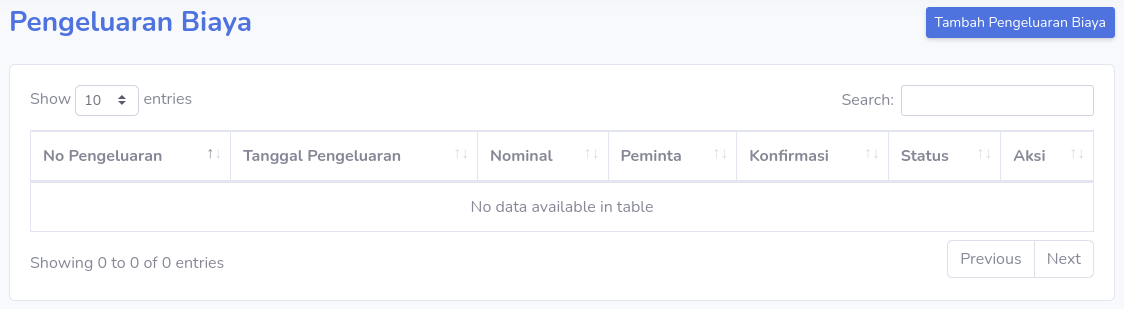 Pengeluaran Biaya
Tambah Pengeluaran Biaya
Show 10 entries
Search:
No Pengeluaran Tanggal Pengeluaran Nominal Peminta Konfirmasi Status Aksi
No data available in table
Showing 0 to 0 of 0 entries
Previous Next